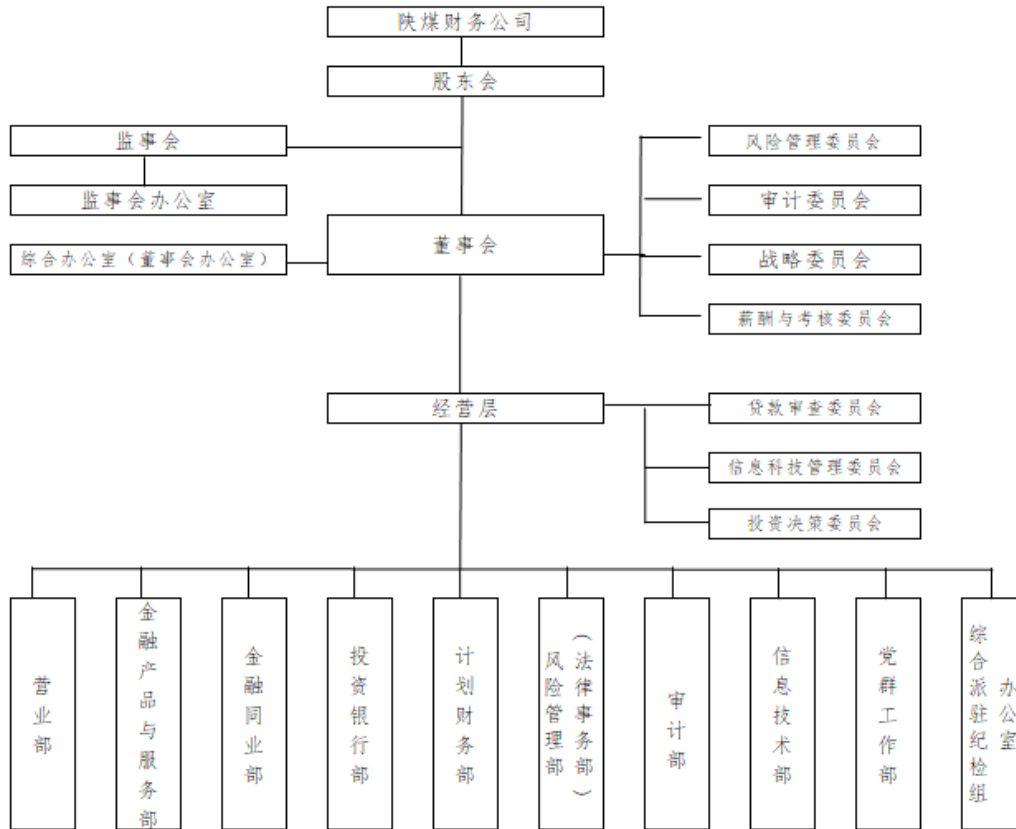 陕煤财务公司
股东会
监事会
风险管理委员会
监事会办公室
审计委员会
董事会
综合办公室（董事会办公室）
战略委员会
薪酬与考核委员会
经营层
贷款审查委员会
信息科技管理委员会
投资决策委员会
营业部
金融产品与服务部
金融同业部
投资银行部
计划财务部
风险管理部
（法律事务部）
审计部
信息技术部
党群工作部
综合派驻纪检组
办公室